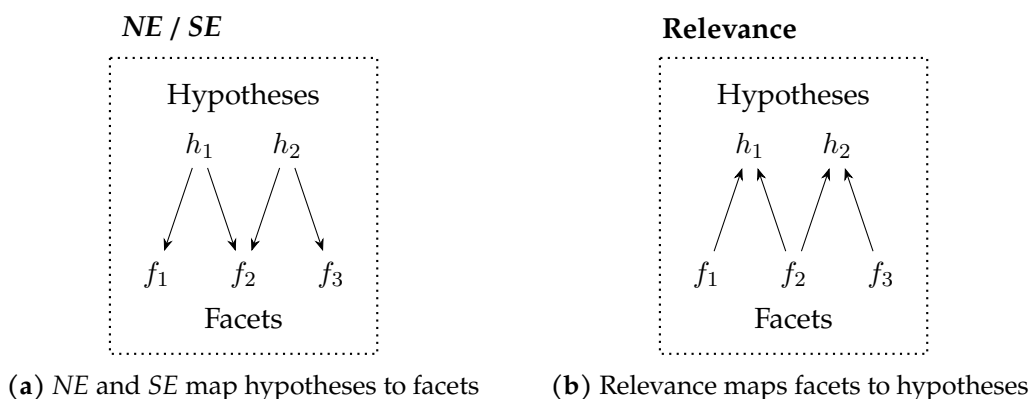 NE / SE
Hypotheses
h1 h2
f1 f2 f3
Facets
(a) NE and SE map hypotheses to facets
Relevance
Hypotheses
h1 h2
f1 f2 f3
Facets
(b) Relevance maps facets to hypotheses